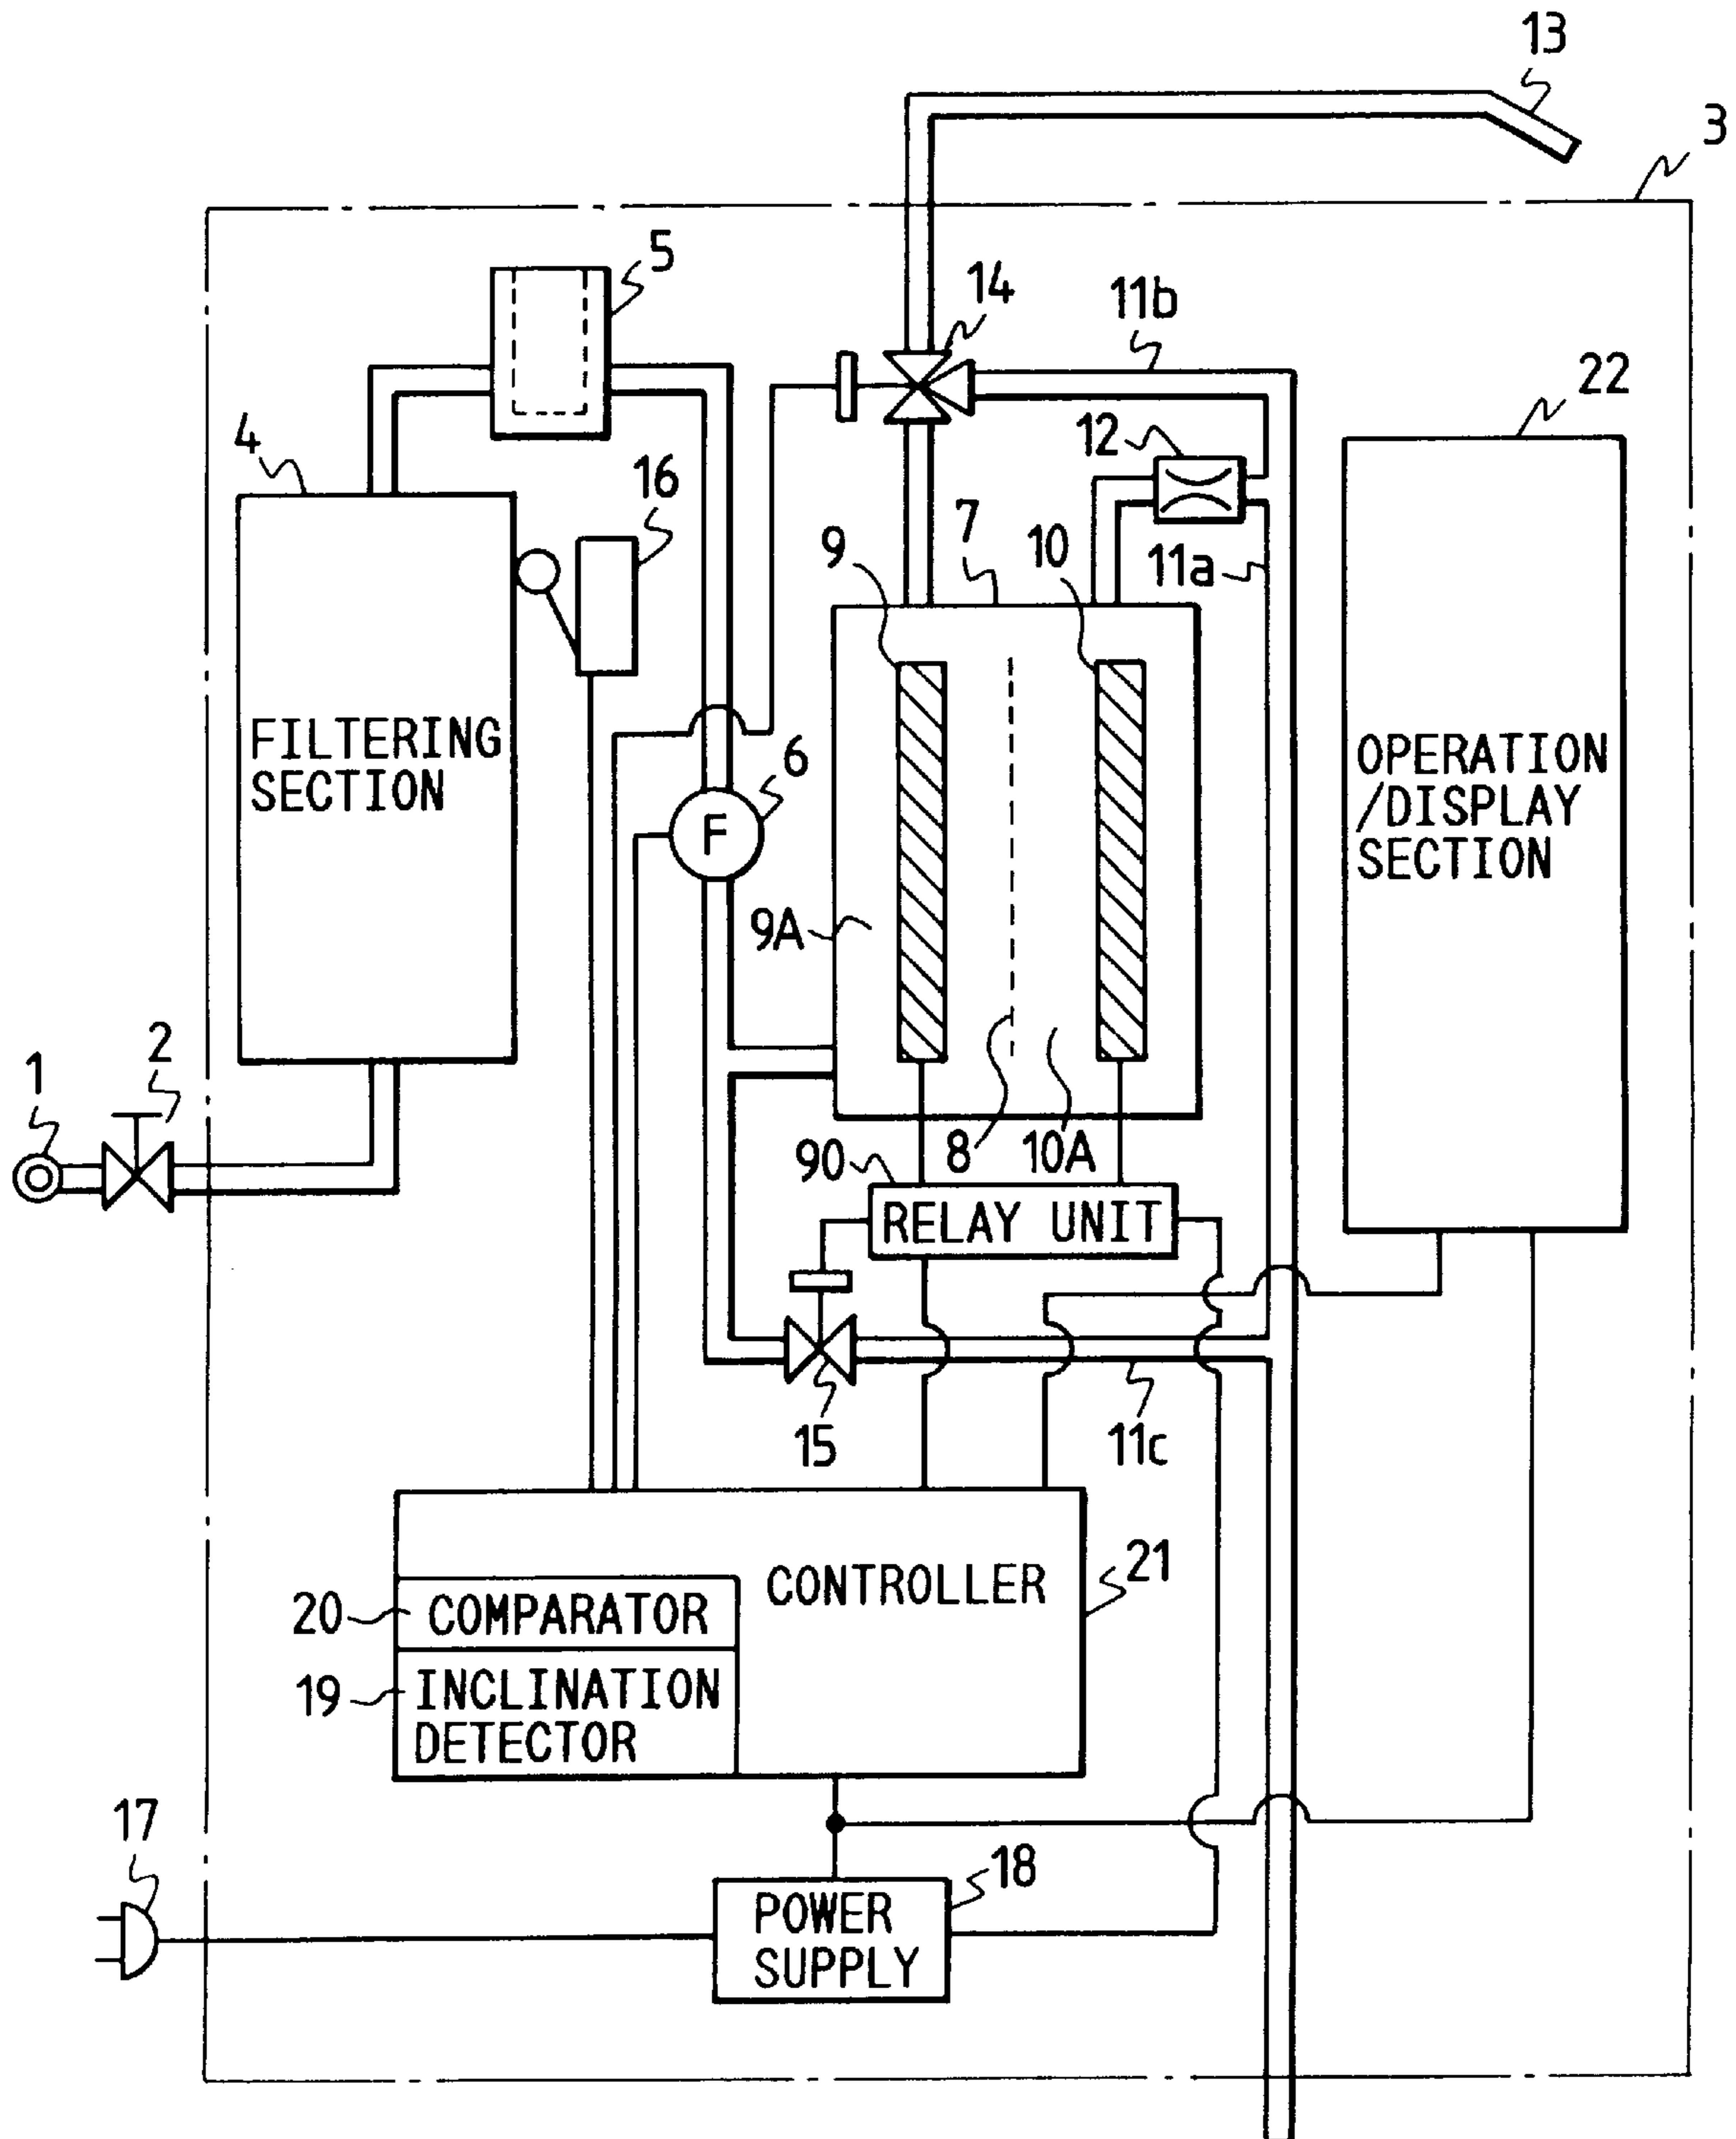 13
3
5
14
11b
22
4
16
12
9
7
10
11a
FILTERING
SECTION
6
F
OPERATION
/DISPLAY
SECTION
9A
1
2
8
10A
90
RELAY UNIT
15
11c
CONTROLLER
21
20
COMPARATOR
19
INCLINATION
DETECTOR
17
18
POWER
SUPPLY